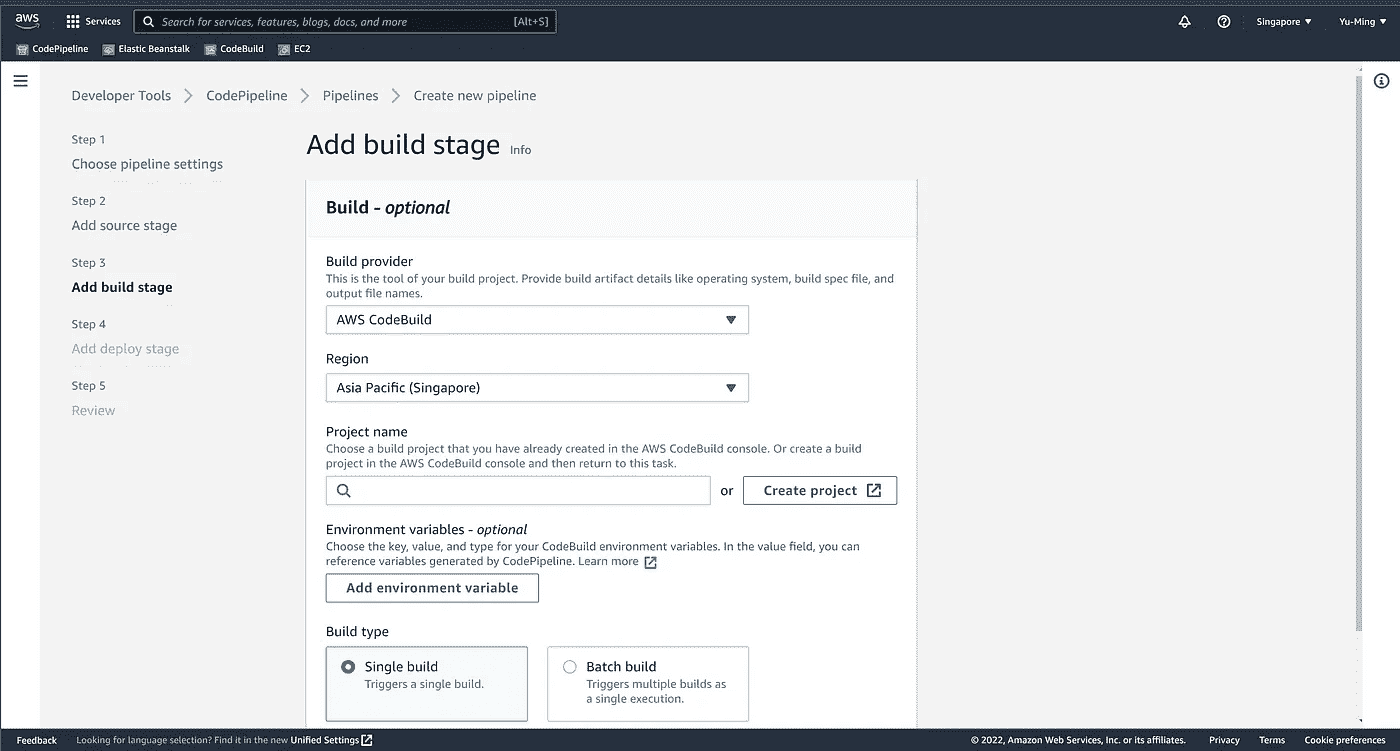 aws
Services
Search for services, features, blogs, docs, and more
[Alt+S]
Singapore
Yu-Ming
CodePipeline
Elastic Beanstalk
CodeBuild
EC2
Developer Tools
CodePipeline
Pipelines
Create new pipeline
Step 1
Choose pipeline settings
Step 2
Add source stage
Step 3
Add build stage
Step 4
Add deploy stage
Step 5
Review
Add build stage Info
Build - optional
Build provider
This is the tool of your build project. Provide build artifact details like operating system, build spec file, and
output file names.
AWS CodeBuild
Region
Asia Pacific (Singapore)
Project name
Choose a build project that you have already created in the AWS CodeBuild console. Or create a build
project in the AWS CodeBuild console and then return to this task.
or
Create project
Environment variables - optional
Choose the key, value, and type for your CodeBuild environment variables. In the value field, you can
reference variables generated by CodePipeline. Learn more
Add environment variable
Build type
Single build
Triggers a single build.
Batch build
Triggers multiple builds as
a single execution.
Feedback
Looking for language selection? Find it in the new Unified Settings
© 2022, Amazon Web Services, Inc. or its affiliates.
Privacy
Terms
Cookie preferences